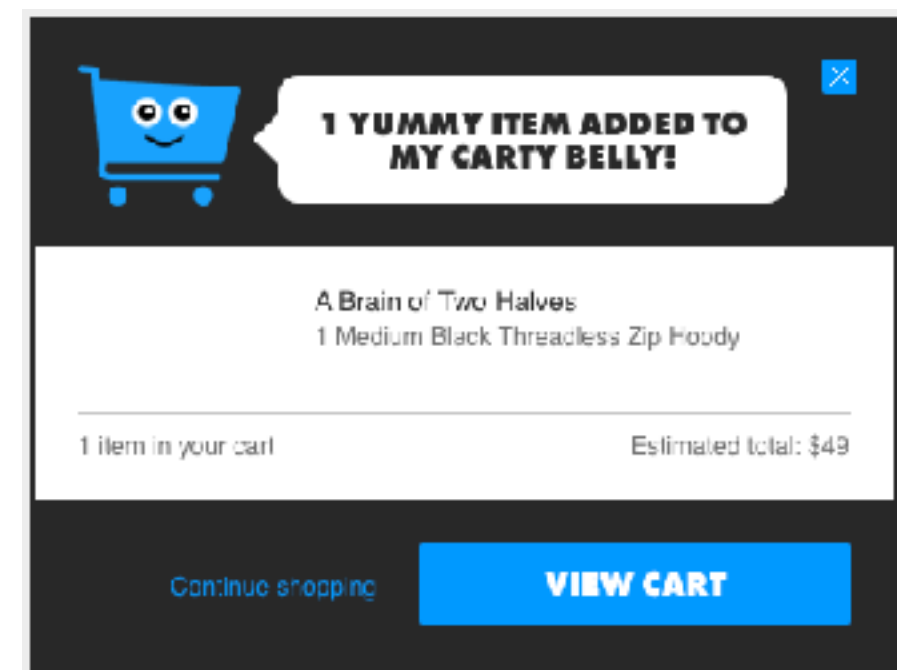 1 YUMMY ITEM ADDED TO
MY CARTY BELLY!
A Brain of Two Halves
1 Medium Black Threadless Zip Hoody
1 item in your cart
Estimated total: $49
Continue shopping
VIEW CART